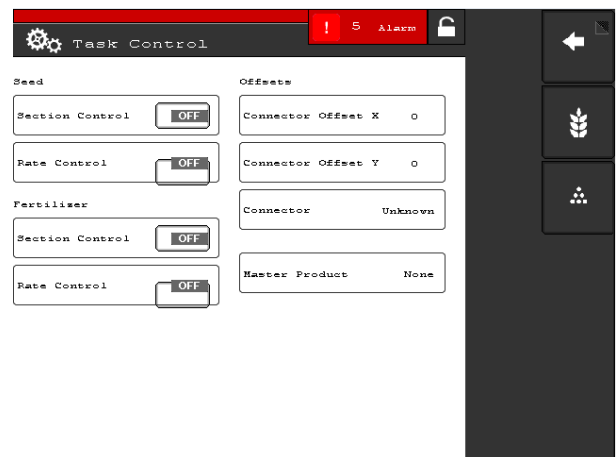 ! 5 Alarm
Task Control
Seed
Section Control OFF
Rate Control OFF
Fertiliser
Section Control OFF
Rate Control OFF
Offsets
Connector Offset X 0
Connector Offset Y 0
Connector Unknown
Master Product None